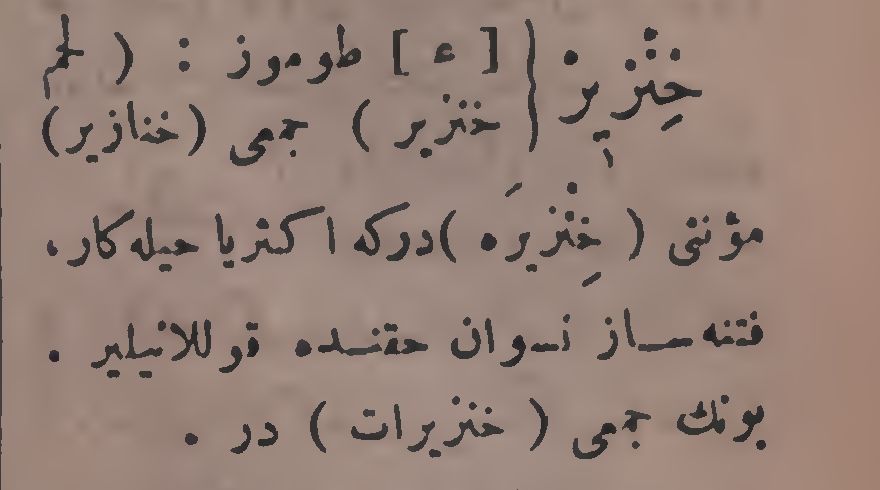 خِنْزِيرْ { [ ع ] طوموز : ( لحم
خنزير ) جمعى (خنازير)
مؤنثى ( خِنْزيرَه )دركه اكثريا حيله كار ،
فتنه ساز نسوان حقنده قوللانيلير .
بونك جمعى ( خنزيرات ) در .